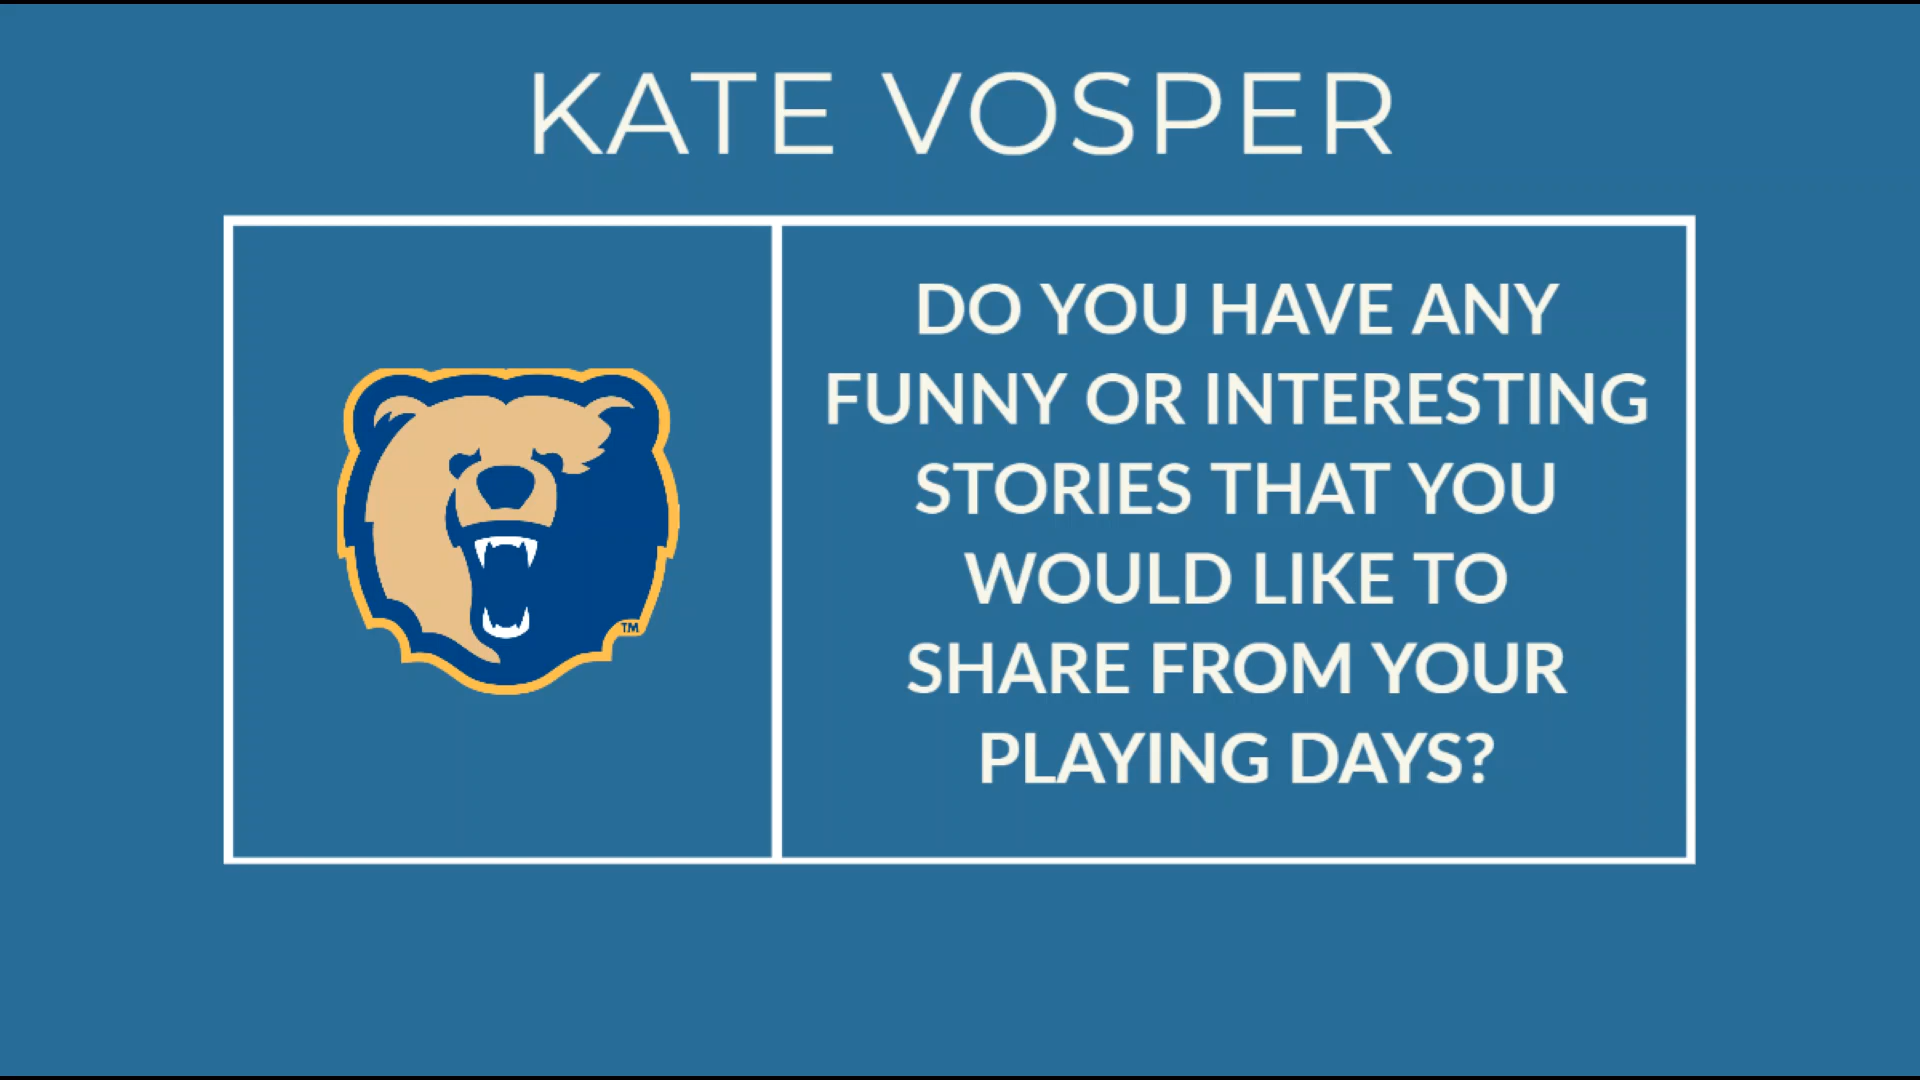 KATE VOSPER
DO YOU HAVE ANY
FUNNY OR INTERESTING
STORIES THAT YOU
WOULD LIKE TO
SHARE FROM YOUR
PLAYING DAYS?
TM